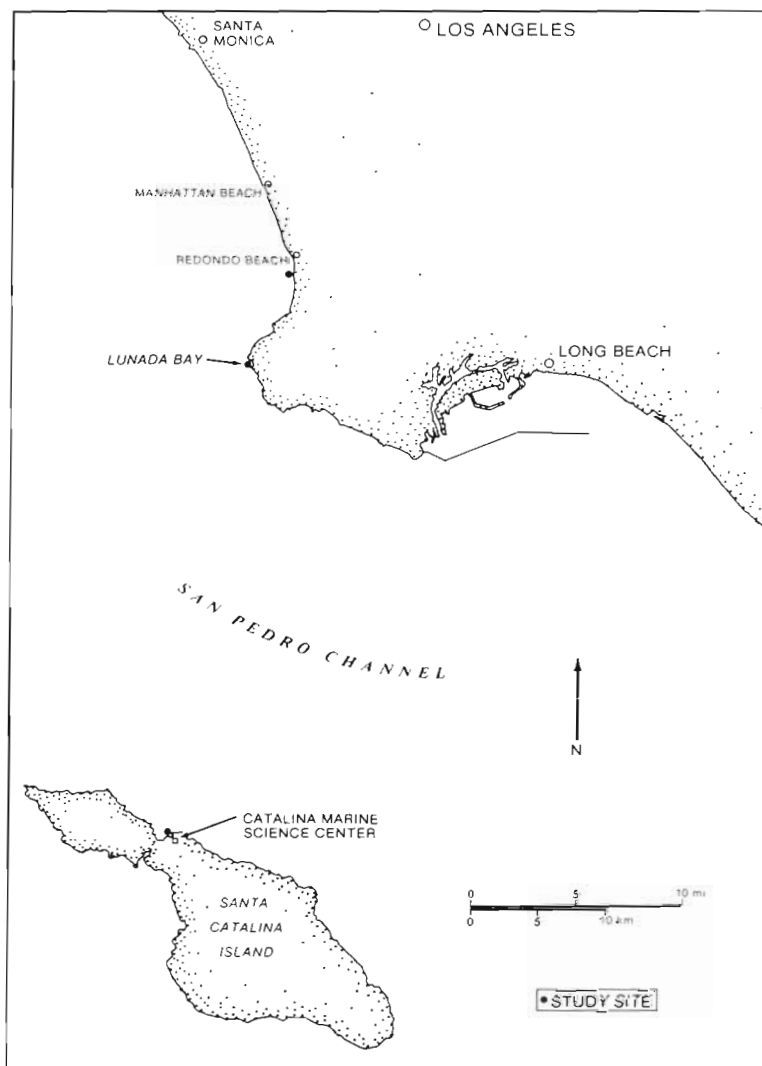 SANTA
MONICA
LOS ANGELES
MANHATTAN BEACH
REDONDO BEACH
LUNADA BAY
LONG BEACH
SAN PEDRO CHANNEL
N
CATALINA MARINE
SCIENCE CENTER
SANTA
CATALINA
ISLAND
0 5 10 mi
0 5 10 km
STUDY SITE